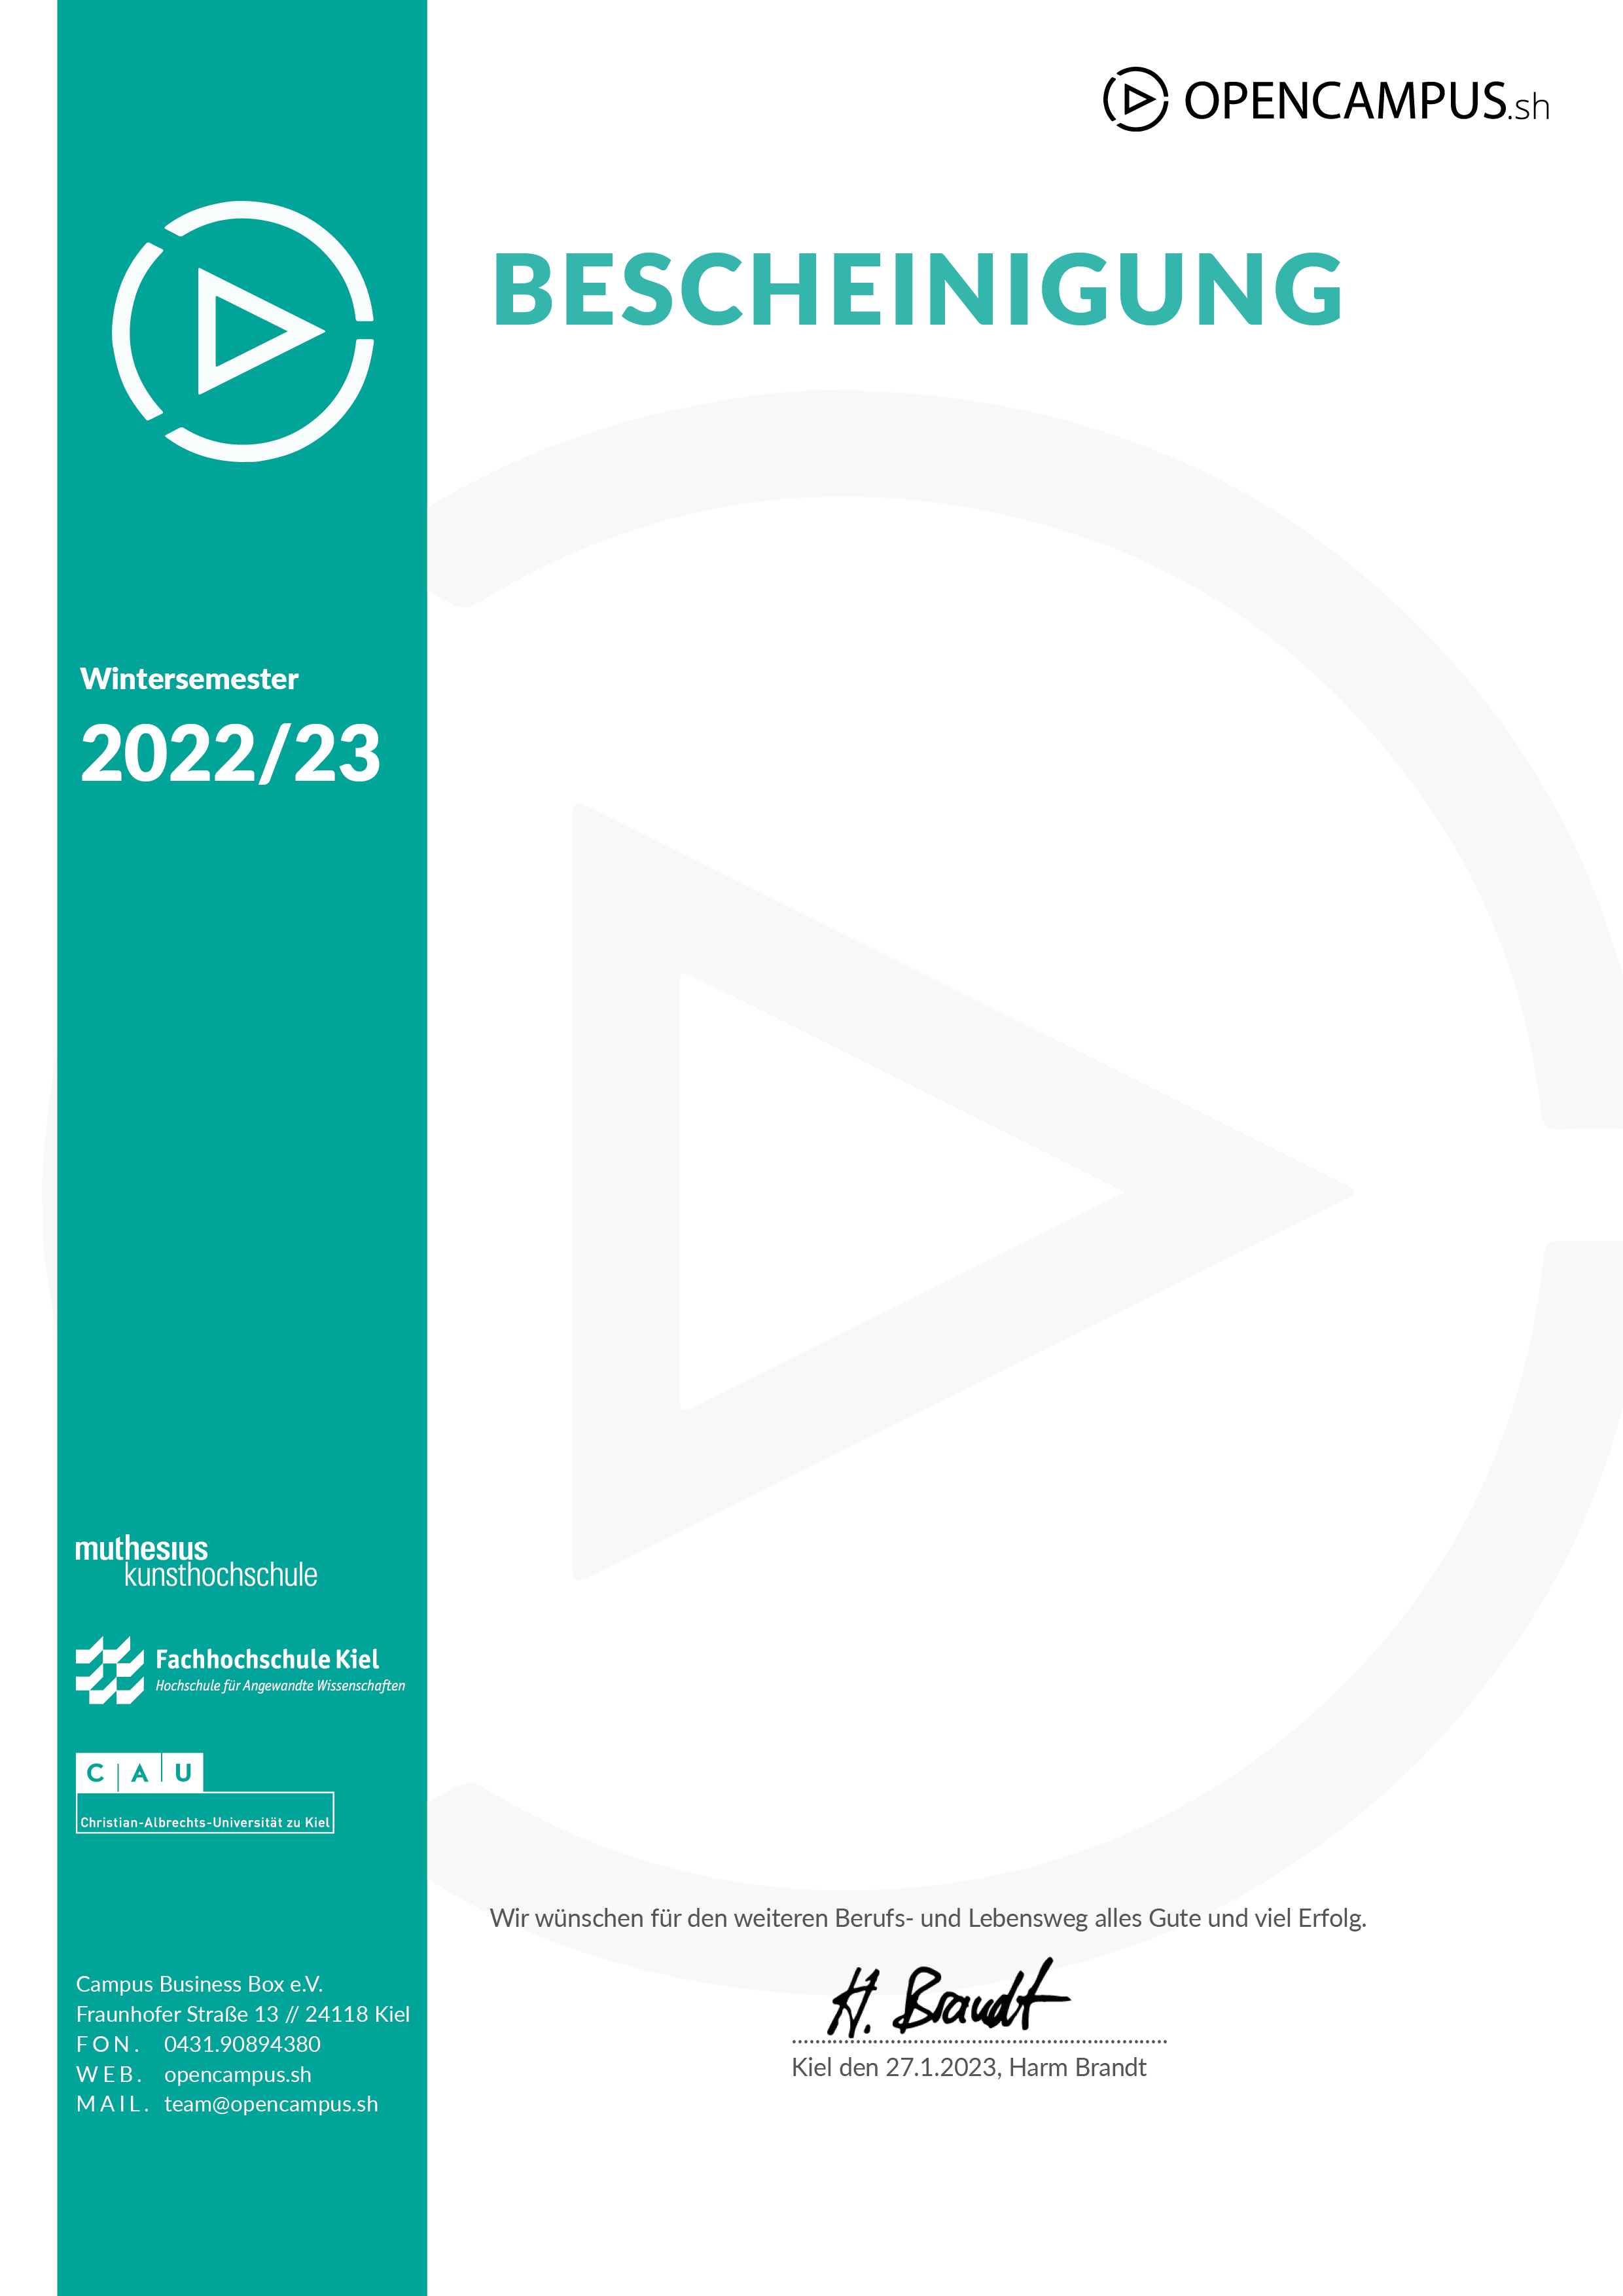 OPENCAMPUS.sh
BESCHEINIGUNG
Wintersemester
2022/23
muthesius
kunsthochschule
Fachhochschule Kiel
Hochschule für Angewandte Wissenschaften
C A U
Christian-Albrechts-Universität zu Kiel
Campus Business Box e.V.
Fraunhofer Straße 13 // 24118 Kiel
FON. 0431.90894380
WEB. opencampus.sh
MAIL. team@opencampus.sh
Wir wünschen für den weiteren Berufs- und Lebensweg alles Gute und viel Erfolg.
H. Brandt
Kiel den 27.1.2023, Harm Brandt